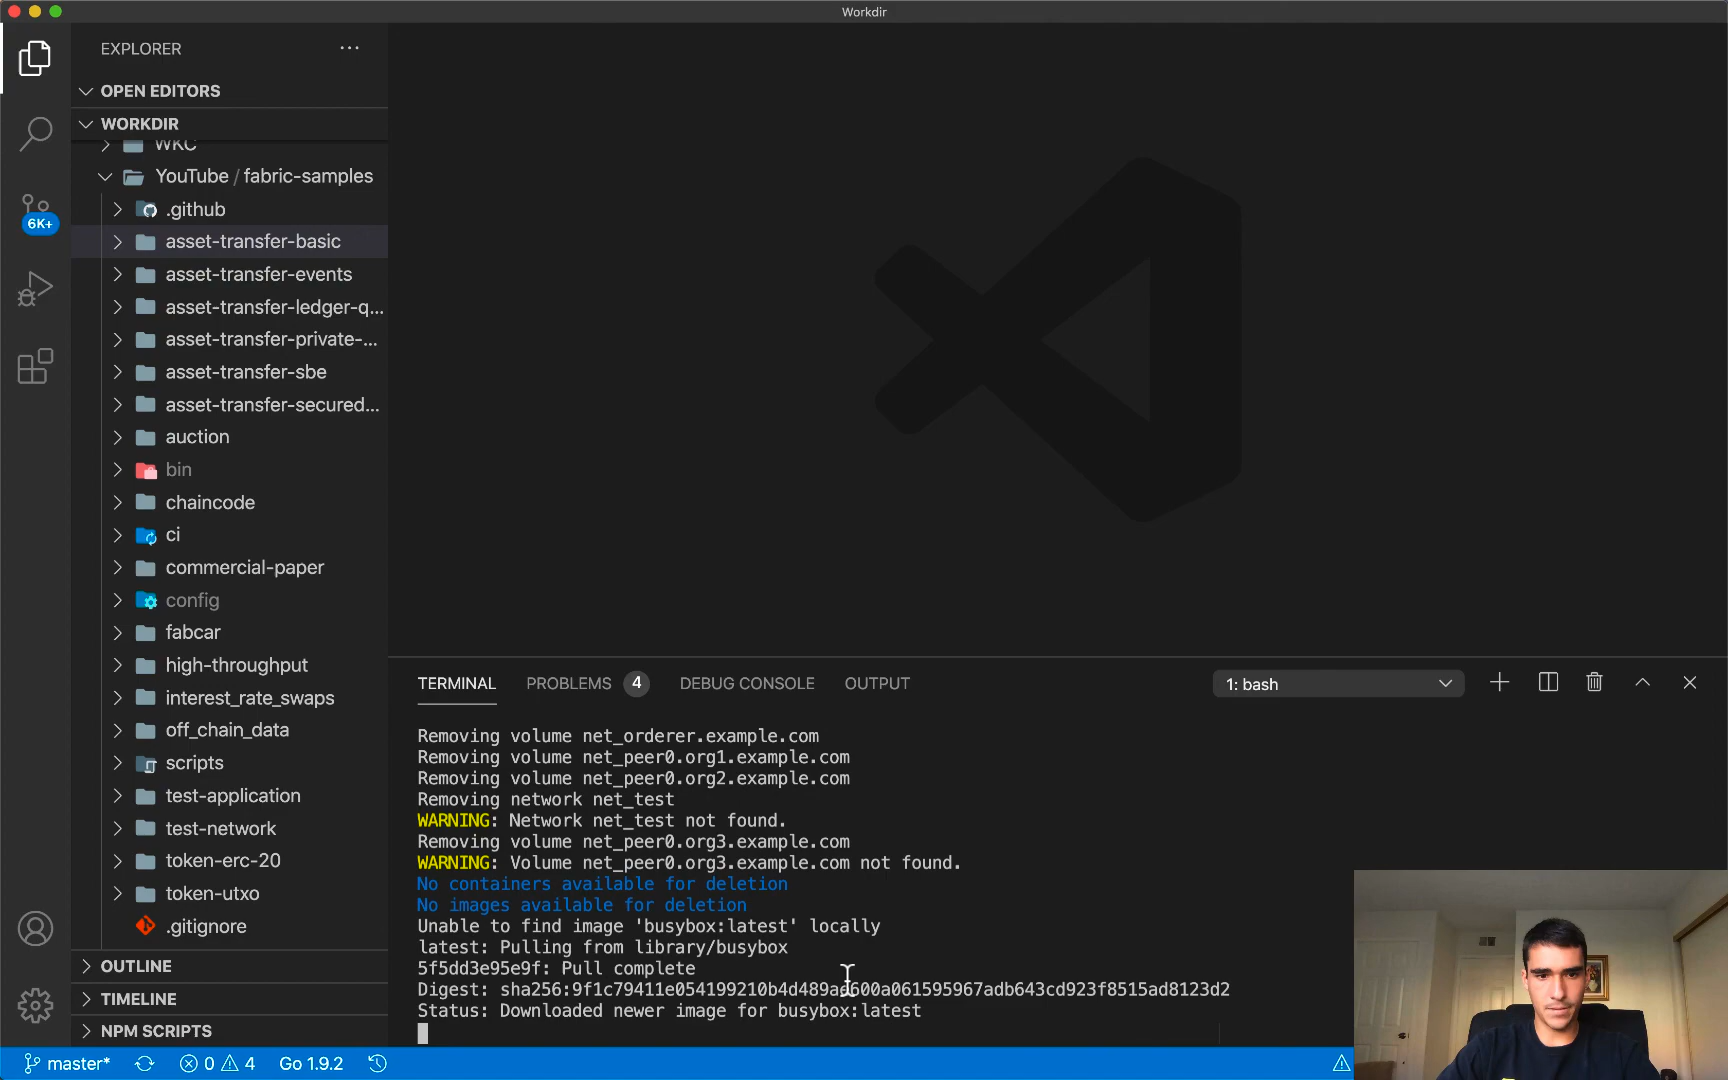 Workdir
EXPLORER
OPEN EDITORS
WORKDIR
WKC
YouTube / fabric-samples
.github
asset-transfer-basic
asset-transfer-events
asset-transfer-ledger-q...
asset-transfer-private-...
asset-transfer-sbe
asset-transfer-secured...
auction
bin
chaincode
ci
commercial-paper
config
fabcar
high-throughput
interest_rate_swaps
off_chain_data
scripts
test-application
test-network
token-erc-20
token-utxo
.gitignore
OUTLINE
TIMELINE
NPM SCRIPTS
6K+
TERMINAL PROBLEMS 4 DEBUG CONSOLE OUTPUT 1: bash
Removing volume net_orderer.example.com
Removing volume net_peer0.org1.example.com
Removing volume net_peer0.org2.example.com
Removing network net_test
WARNING: Network net_test not found.
Removing volume net_peer0.org3.example.com
WARNING: Volume net_peer0.org3.example.com not found.
No containers available for deletion
No images available for deletion
Unable to find image 'busybox:latest' locally
latest: Pulling from library/busybox
5f5dd3e95e9f: Pull complete
Status: Downloaded newer image for busybox:latest
master* 0 4 Go 1.9.2